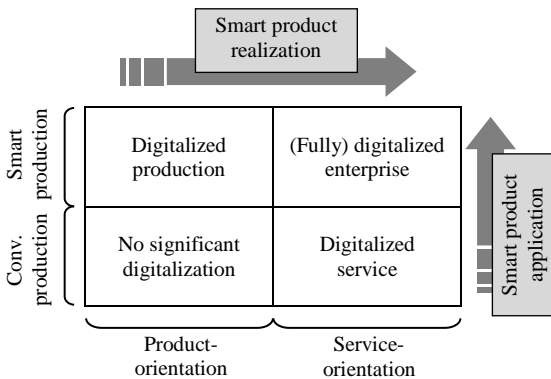 Smart product
realization
Smart
production
Digitalized
production
(Fully) digitalized
enterprise
Conv.
production
No significant
digitalization
Digitalized
service
Smart product
application
Product-
orientation
Service-
orientation